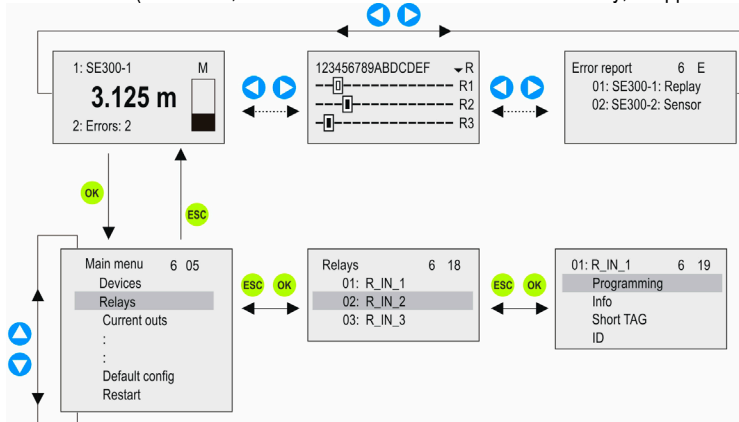 1: SE300-1 M
3.125 m
2: Errors: 2
123456789ABDCDEF R
R1
R2
R3
Error report 6 E
01: SE300-1: Replay
02: SE300-2: Sensor
OK
ESC
Main menu 6 05
Devices
Relays
Current outs
:
:
Default config
Restart
ESC OK
Relays 6 18
01: R_IN_1
02: R_IN_2
03: R_IN_3
ESC OK
01: R_IN_1 6 19
Programming
Info
Short TAG
ID